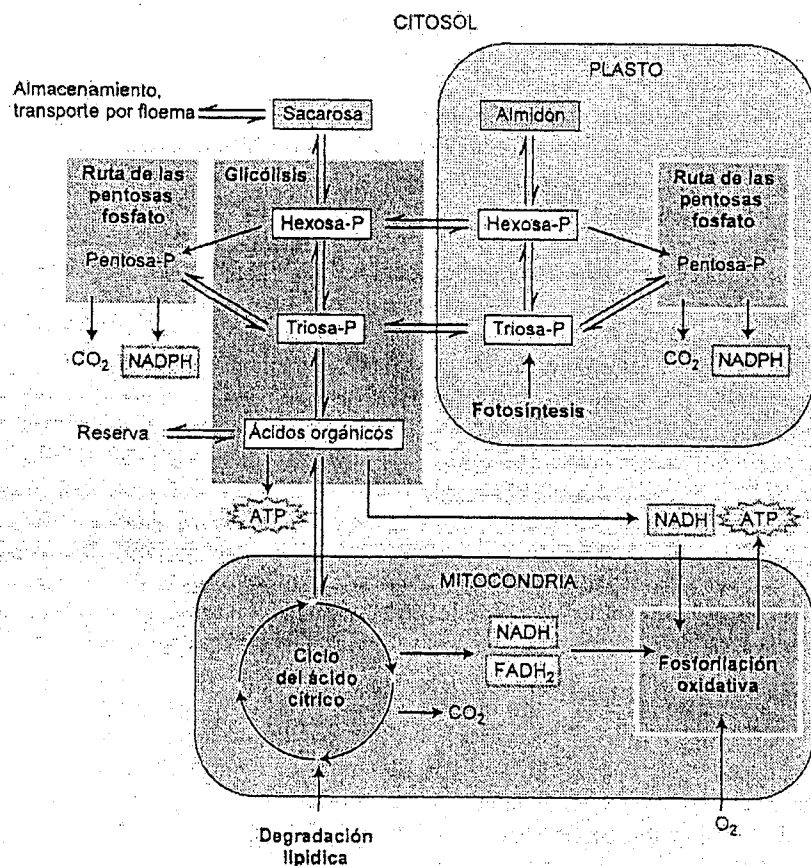 CITOSOL
PLASTO
Almacenamiento,
transporte por floema
Sacarosa
Almidón
Ruta de las
pentosas
fosfato
Glicólisis
Ruta de las
pentosas
fosfato
Hexosa-P
Hexosa-P
Pentosa-P
Pentosa-P
Triosa-P
Triosa-P
CO₂
NADPH
CO₂
NADPH
Fotosíntesis
Reserva
Ácidos orgánicos
ATP
NADH
ATP
MITOCONDRIA
NADH
FADH₂
Ciclo
del ácido
cítrico
Fosforilación
oxidativa
CO₂
Degradación
lipídica
O₂